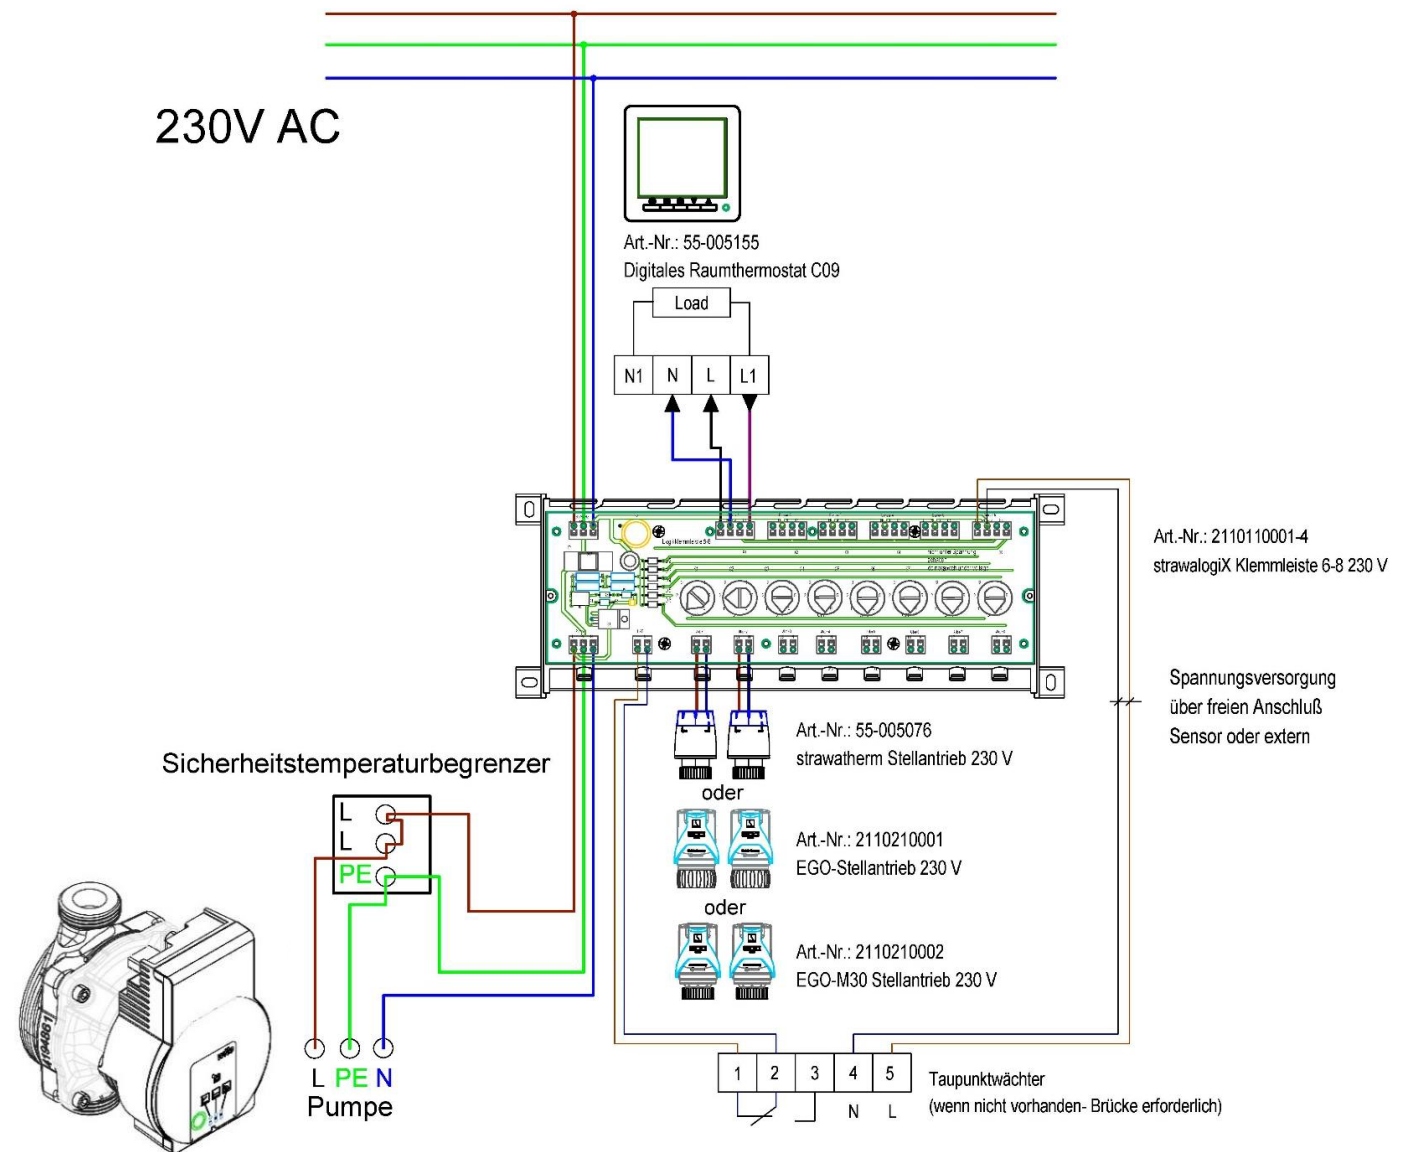 230V AC
Art.-Nr.: 55-005155
Digitales Raumthermostat C09
Load
N1 N L L1
Art.-Nr.: 2110110001-4
strawalogiX Klemmleiste 6-8 230 V
Spannungsversorgung
über freien Anschluß
Sensor oder extern
Art.-Nr.: 55-005076
strawatherm Stellantrieb 230 V
oder
Art.-Nr.: 2110210001
EGO-Stellantrieb 230 V
oder
Art.-Nr.: 2110210002
EGO-M30 Stellantrieb 230 V
Sicherheitstemperaturbegrenzer
L
L
PE
4194861
L PE N
Pumpe
1 2 3 4 5
N L
Taupunktwächter
(wenn nicht vorhanden- Brücke erforderlich)